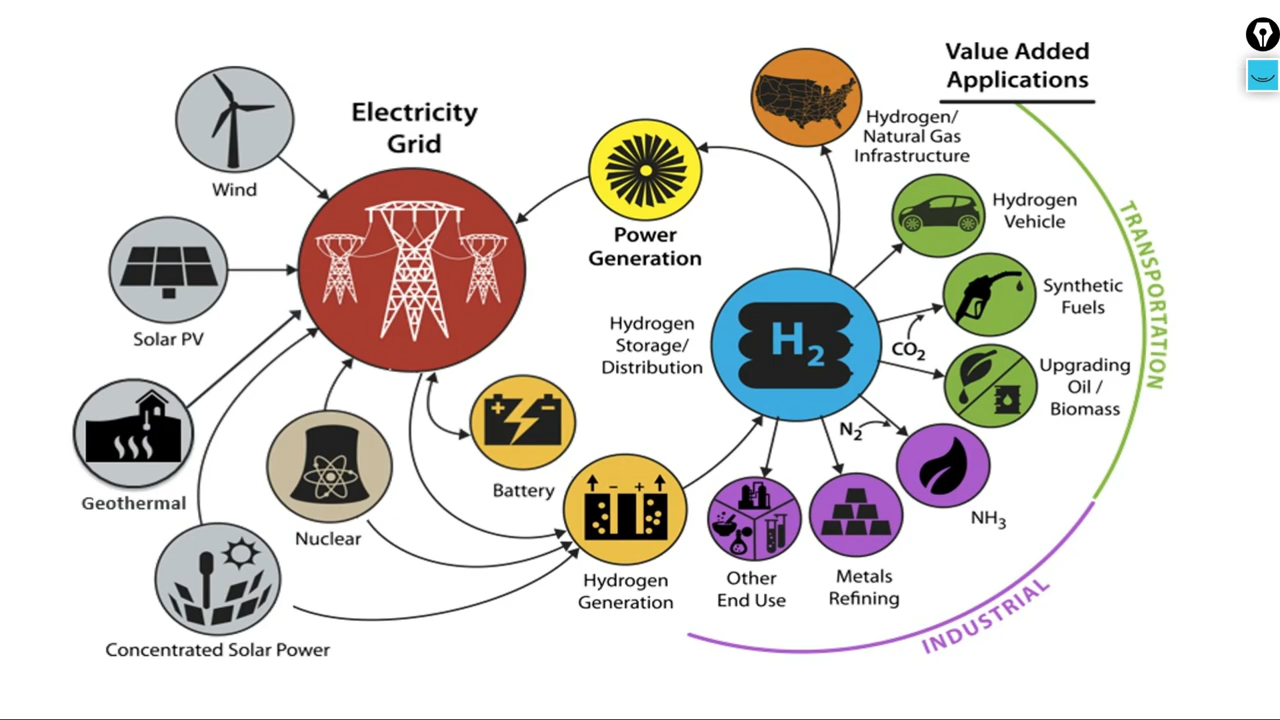 Value Added
Applications
Electricity
Grid
Wind
Hydrogen/
Natural Gas
Infrastructure
Hydrogen
Vehicle
Power
Generation
Solar PV
Hydrogen
Storage/
Distribution
H2
Synthetic
Fuels
CO2
Upgrading
Oil /
Biomass
TRANSPORTATION
Geothermal
Nuclear
Battery
N2
NH3
Hydrogen
Generation
Other
End Use
Metals
Refining
INDUSTRIAL
Concentrated Solar Power